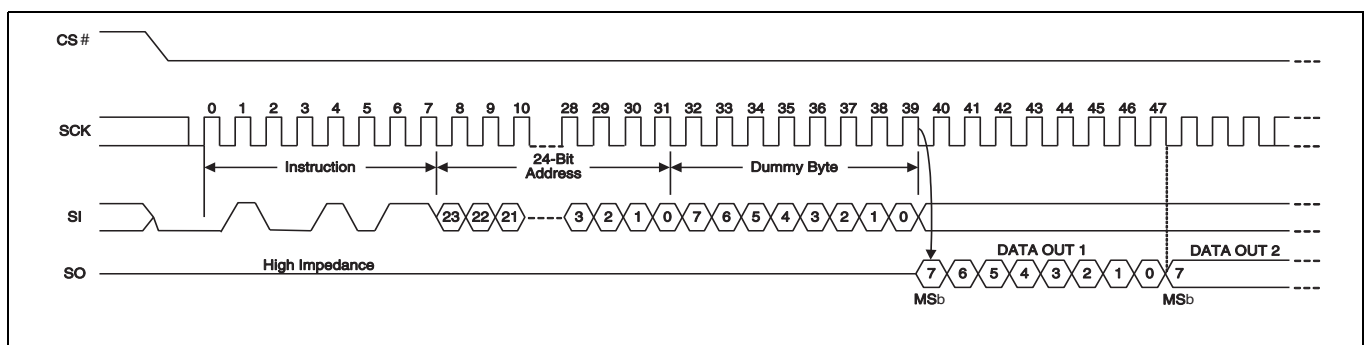 CS#
0 1 2 3 4 5 6 7 8 9 10 28 29 30 31 32 33 34 35 36 37 38 39 40 41 42 43 44 45 46 47
SCK
Instruction
24-Bit
Address
Dummy Byte
SI
23 22 21 3 2 1 0 7 6 5 4 3 2 1 0
DATA OUT 1
DATA OUT 2
High Impedance
SO
7 6 5 4 3 2 1 0 7
MSb
MSb